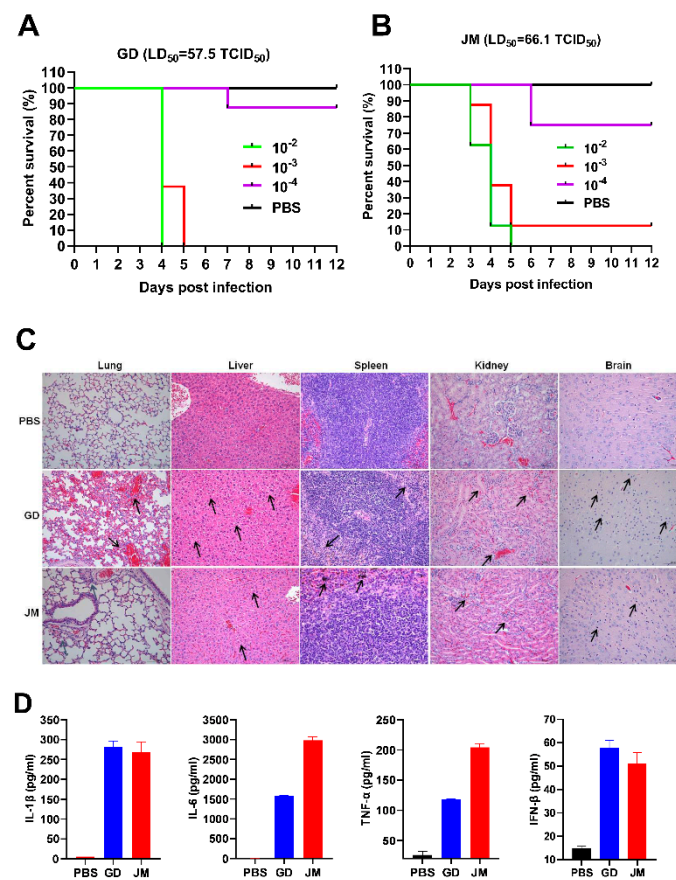 A
GD (LD50=57.5 TCID50)
Percent survival (%)
110
100
90
80
70
60
50
40
30
20
10
0
10-2
10-3
10-4
PBS
0 1 2 3 4 5 6 7 8 9 10 11 12
Days post infection
B
JM (LD50=66.1 TCID50)
Percent survival (%)
110
100
90
80
70
60
50
40
30
20
10
0
10-2
10-3
10-4
PBS
0 1 2 3 4 5 6 7 8 9 10 11 12
Days post infection
C
Lung Liver Spleen Kidney Brain
PBS
GD
JM
D
IL-1β (pg/ml)
350
300
250
200
150
100
50
0
PBS GD JM
IL-6 (pg/ml)
3500
3000
2500
2000
1500
1000
500
0
PBS GD JM
TNF-α (pg/ml)
200
150
100
50
PBS GD JM
IFN-β (pg/ml)
70
60
50
40
30
20
10
PBS GD JM